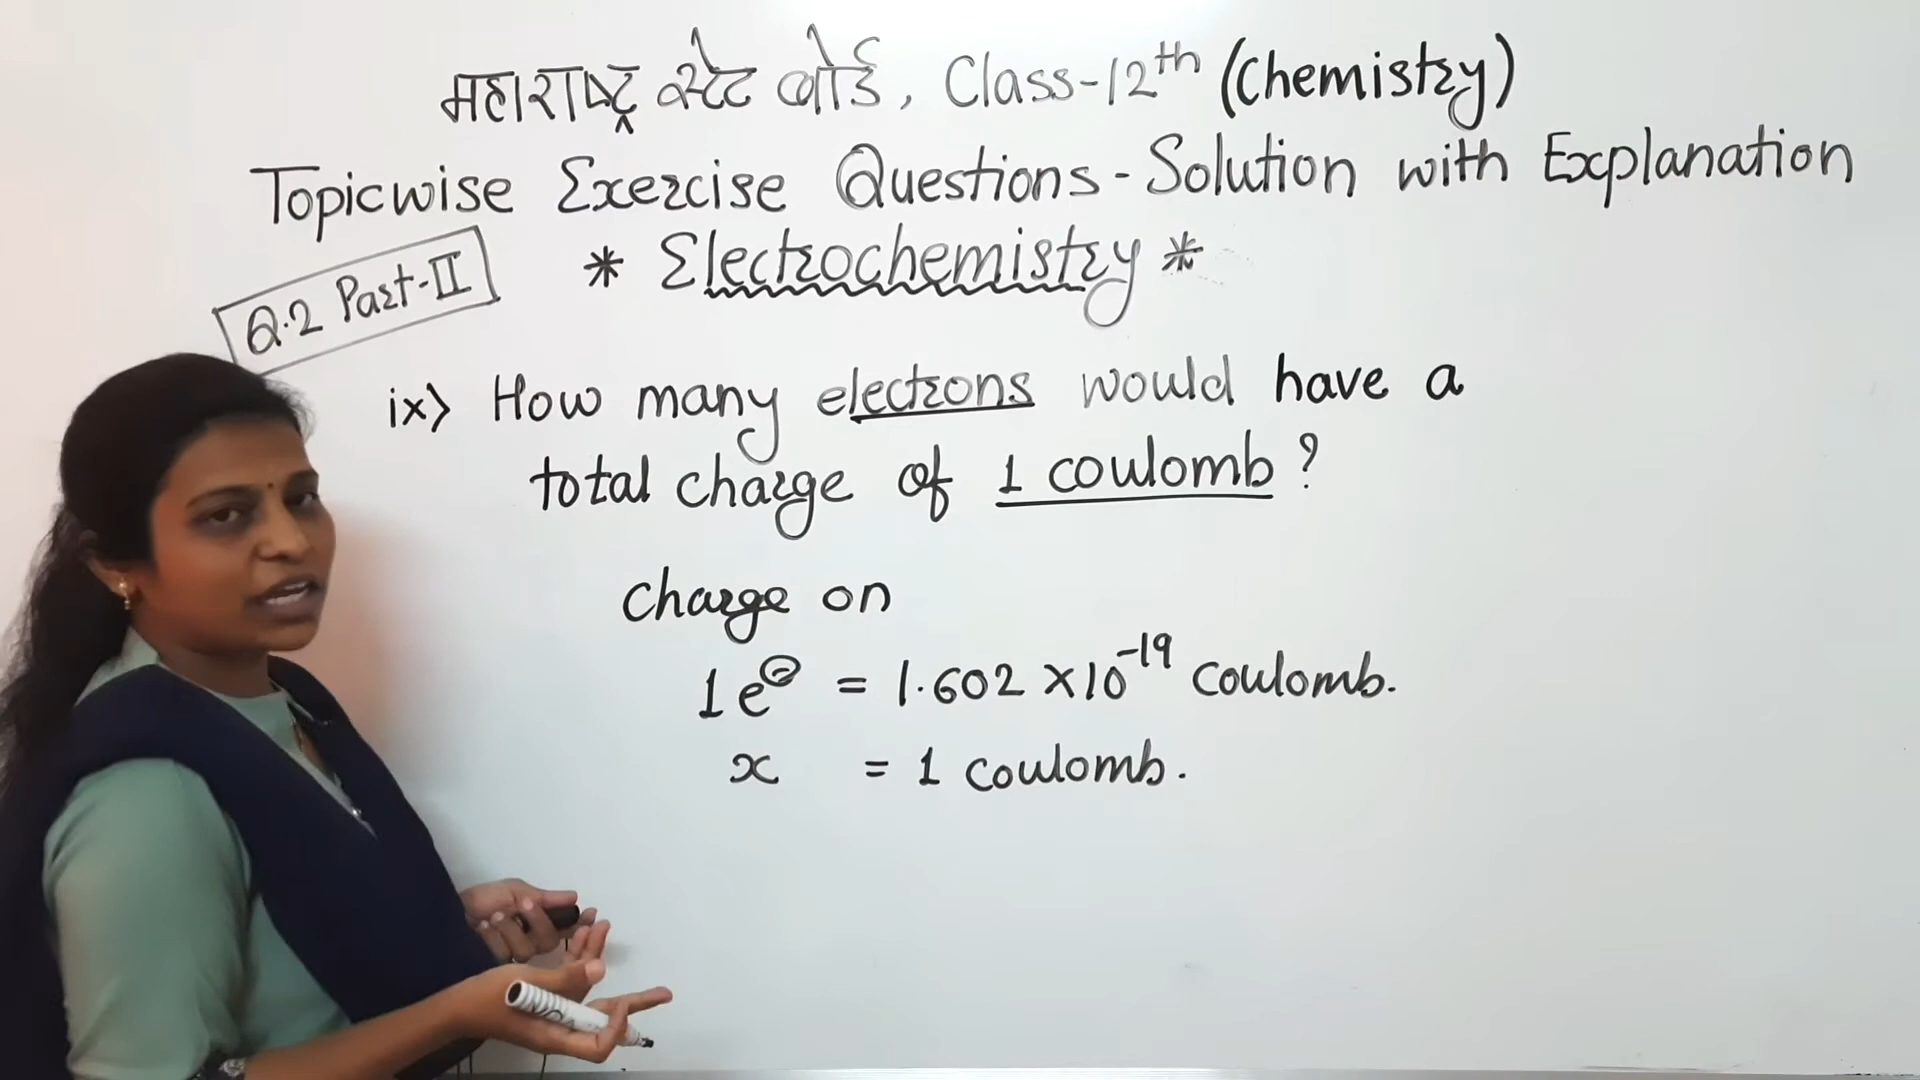 महाराष्ट्र स्टेट बोर्ड, Class-12th (Chemistry)
Topicwise Exercise Questions - Solution with Explanation
* Electrochemistry *
Q.2 Part-II
ix) How many electrons would have a
total charge of 1 coulomb ?
Charge on
1 e⊖ = 1.602 ×10⁻¹⁹ coulomb.
x = 1 coulomb.